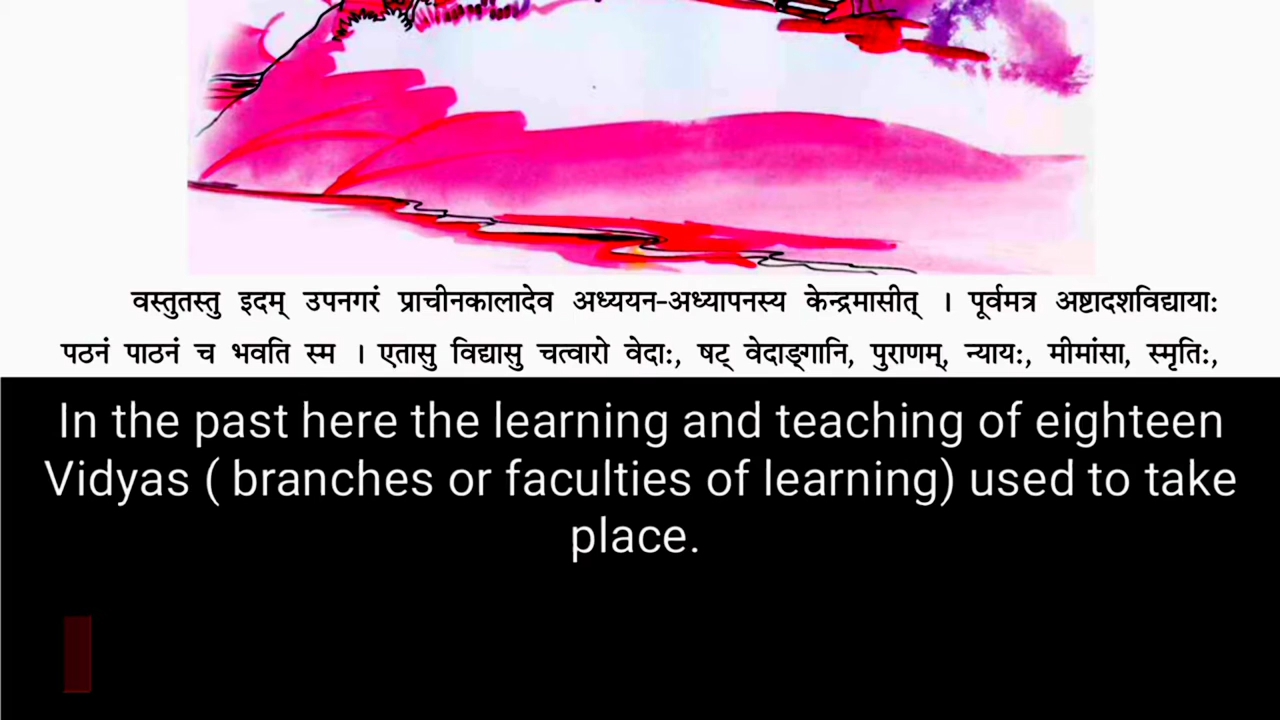 वस्तुतस्तु इदम् उपनगरं प्राचीनकालादेव अध्ययन-अध्यापनस्य केन्द्रमासीत् । पूर्वमत्र अष्टादशविद्यायाः
पठनं पाठनं च भवति स्म । एतासु विद्यासु चत्वारो वेदाः, षट् वेदाङ्गानि, पुराणम्, न्यायः, मीमांसा, स्मृतिः,
In the past here the learning and teaching of eighteen
Vidyas ( branches or faculties of learning) used to take
place.